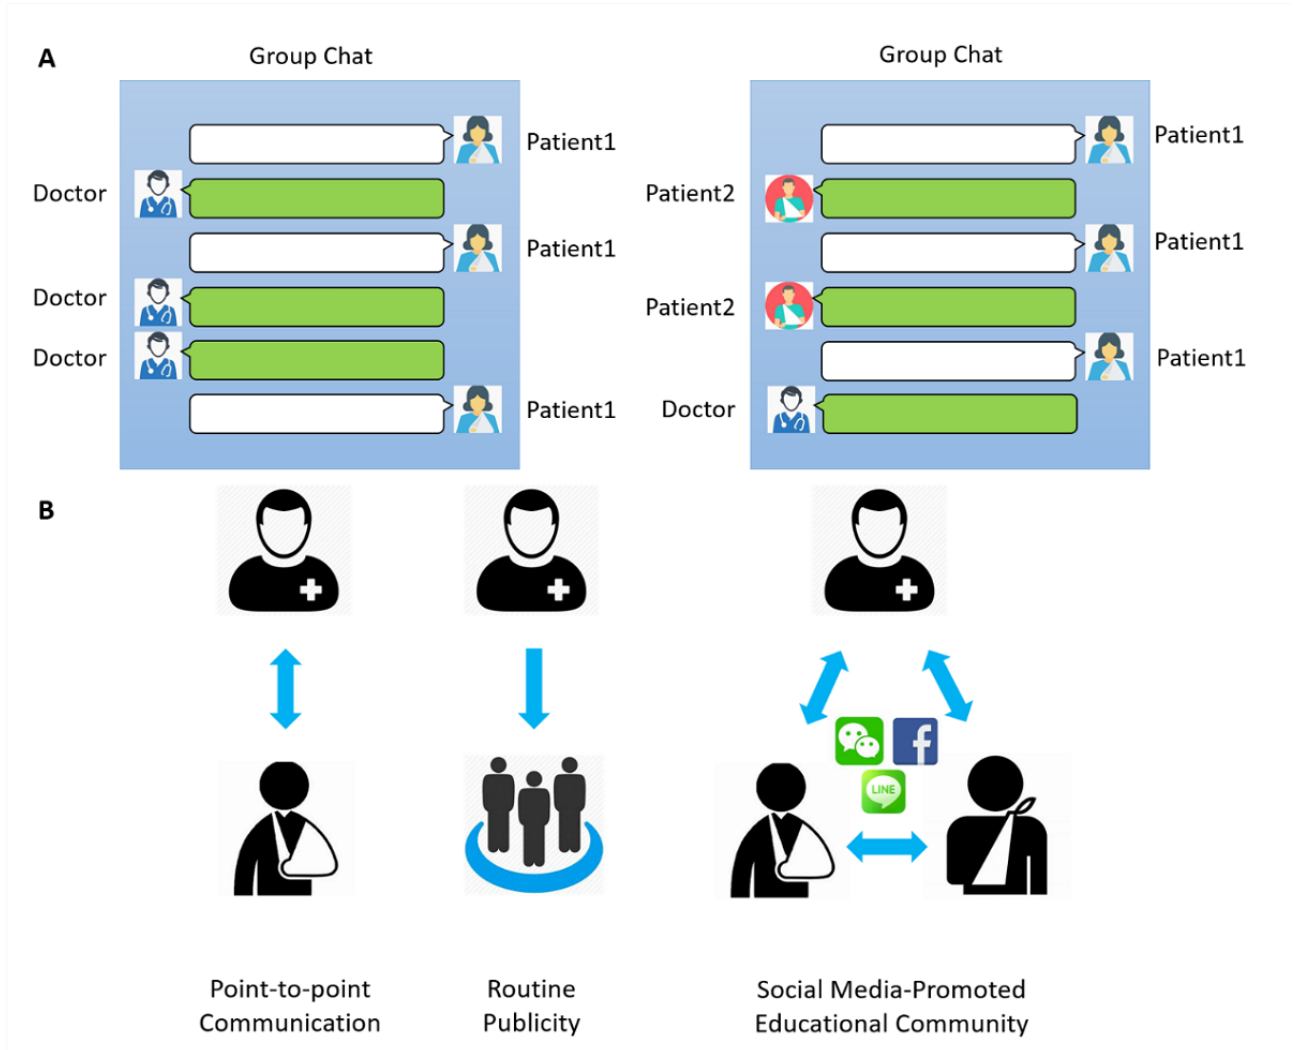 A
Group Chat
Group Chat
Patient1
Doctor
Patient1
Doctor
Doctor
Patient1
Patient1
Patient2
Patient1
Patient2
Patient1
Doctor
B
f
LINE
Point-to-point
Communication
Routine
Publicity
Social Media-Promoted
Educational Community